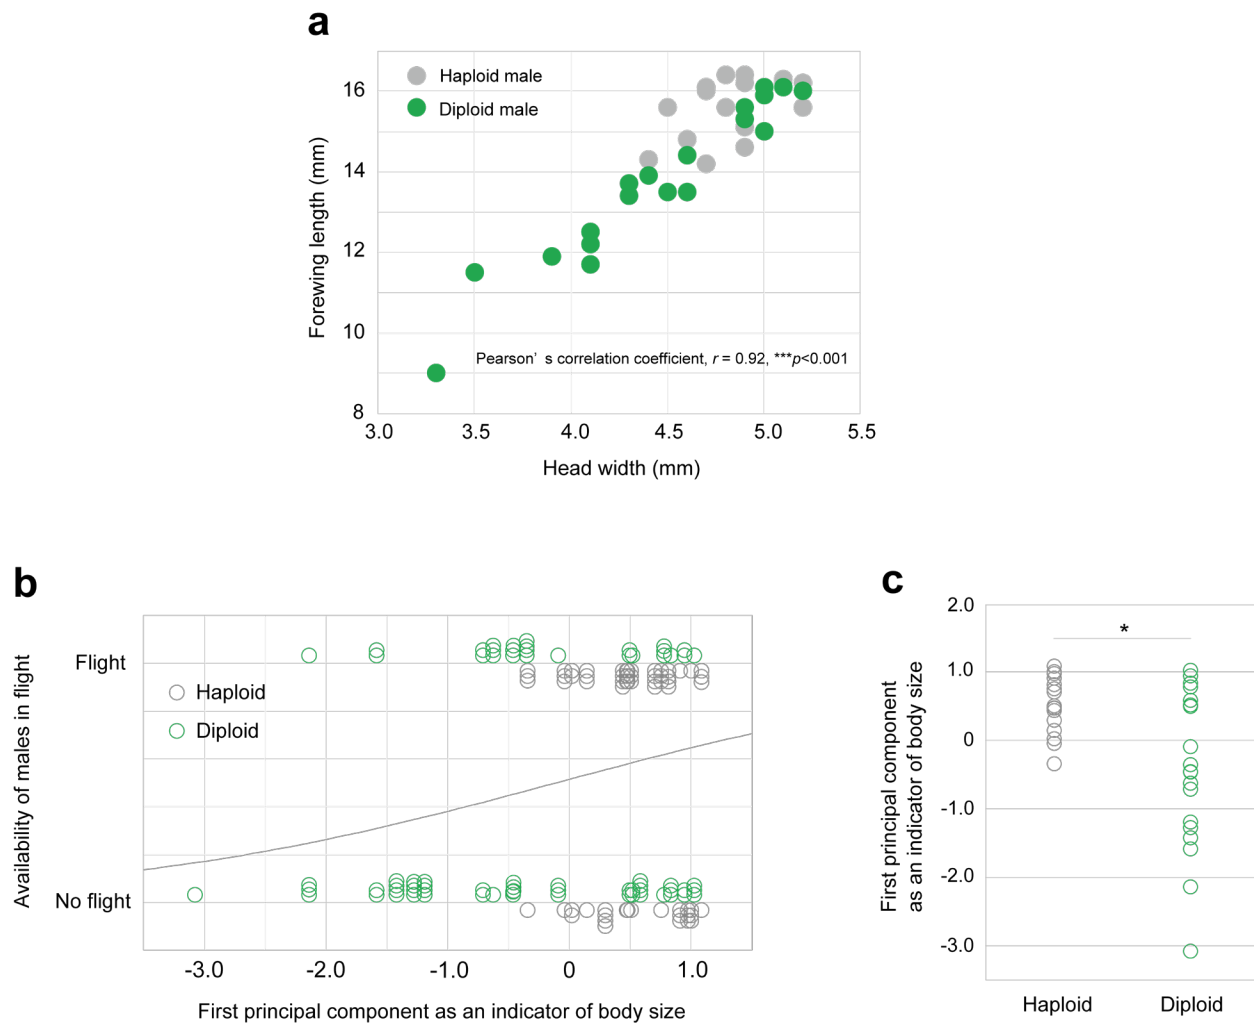 a
Haploid male
Diploid male
16
14
12
10
8
Forewing length (mm)
Pearson’ s correlation coefficient, r = 0.92, ***p<0.001
3.0 3.5 4.0 4.5 5.0 5.5
Head width (mm)
b
Availability of males in flight
Flight
No flight
Haploid
Diploid
-3.0 -2.0 -1.0 0 1.0
First principal component as an indicator of body size
c
First principal component
as an indicator of body size
2.0
1.0
0
-1.0
-2.0
-3.0
*
Haploid Diploid